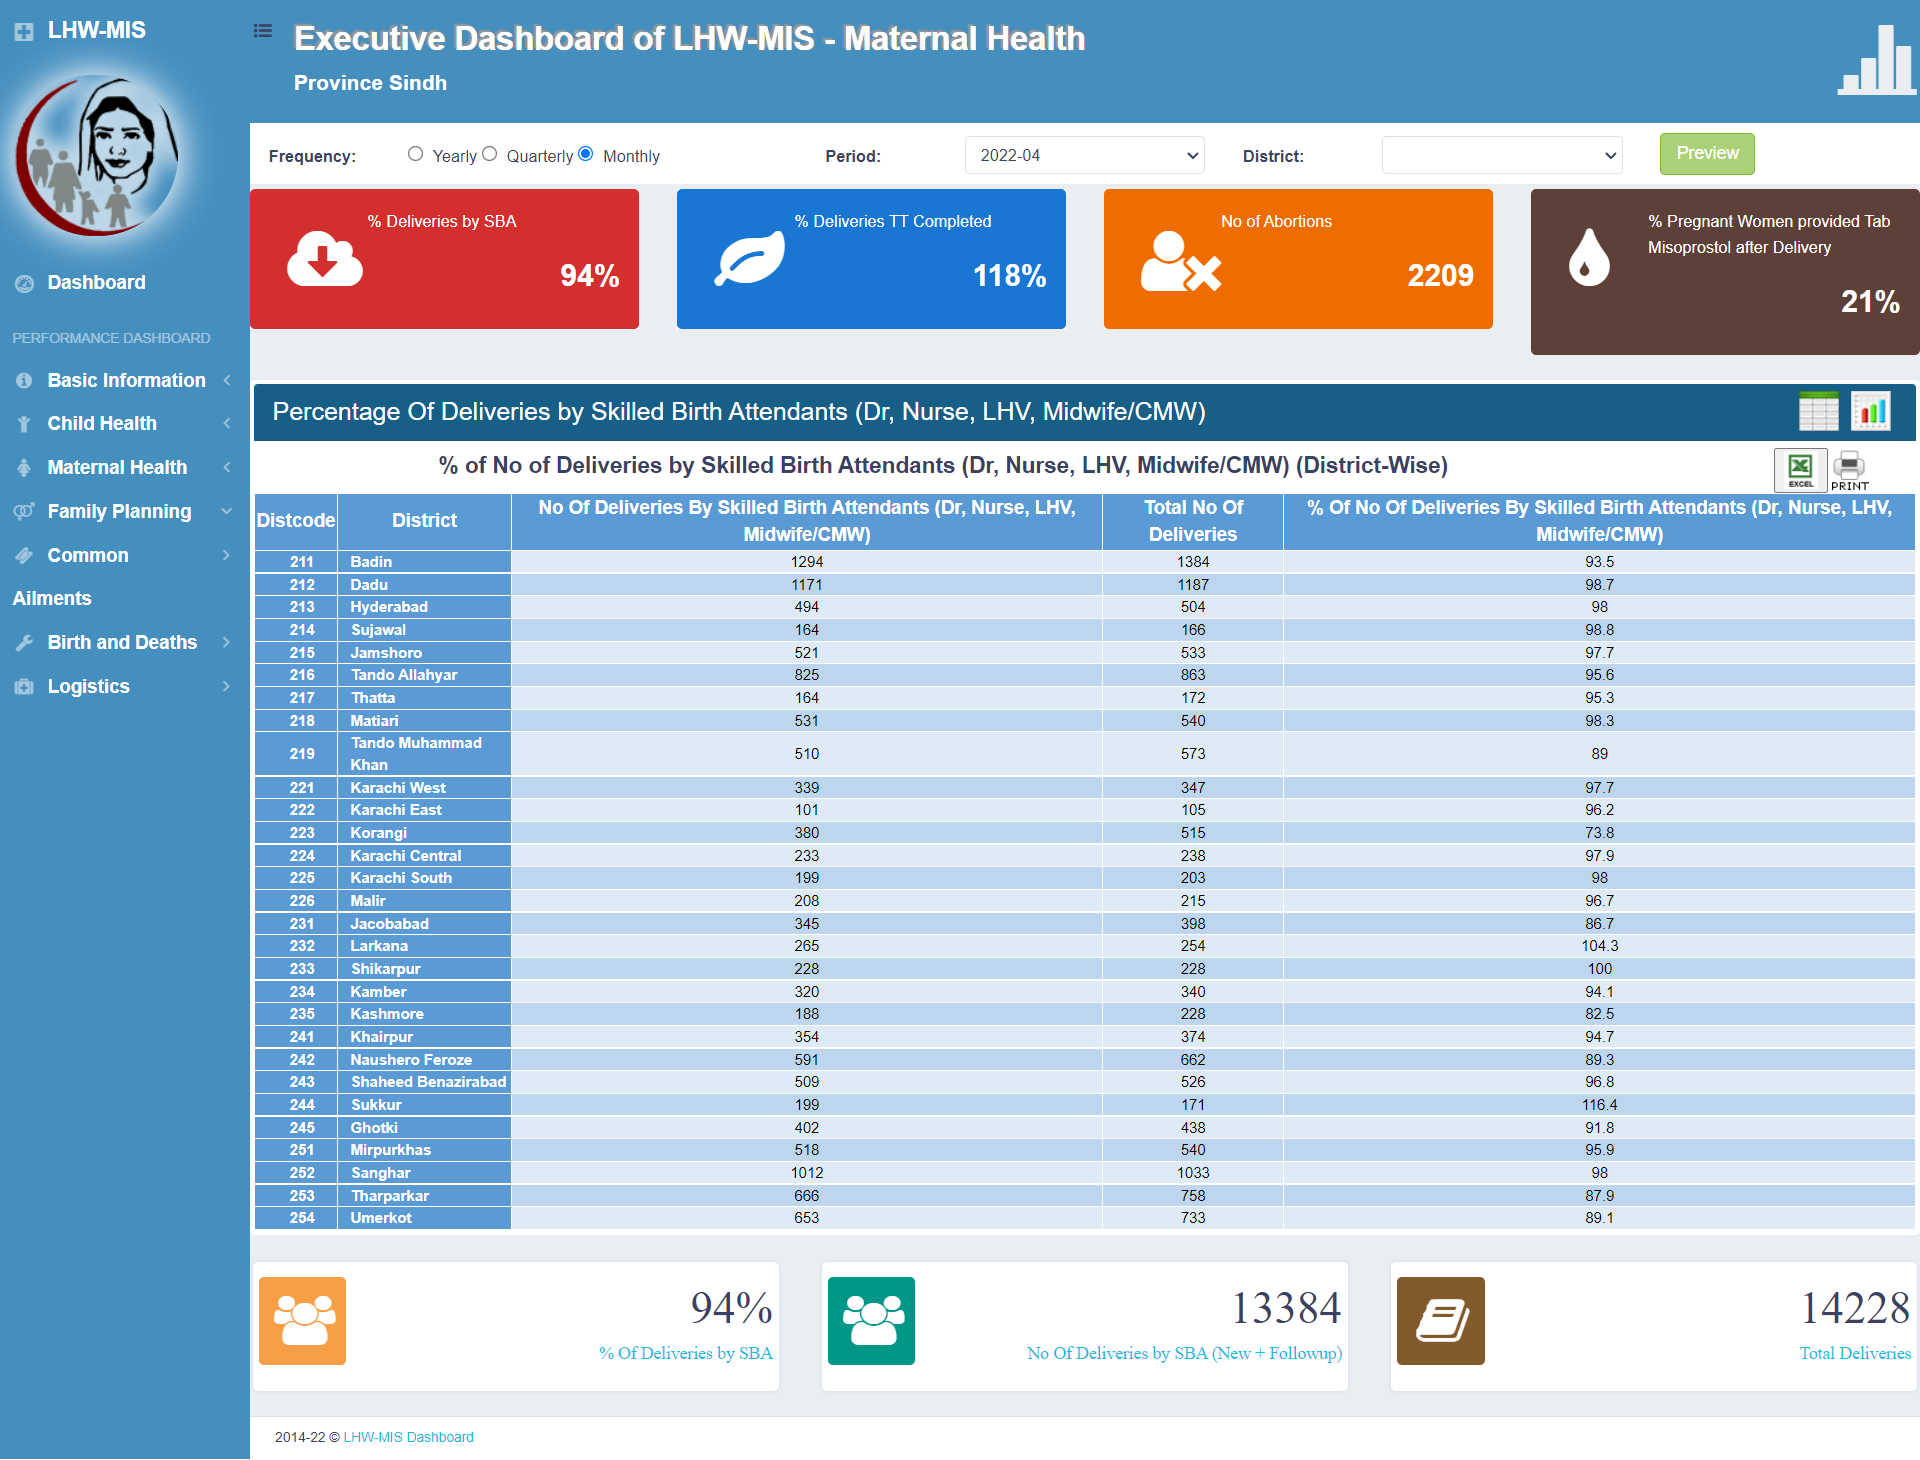 LHW-MIS
Dashboard
PERFORMANCE DASHBOARD
Basic Information
Child Health
Maternal Health
Family Planning
Common
Ailments
Birth and Deaths
Logistics
Executive Dashboard of LHW-MIS - Maternal Health
Province Sindh
Frequency: Yearly Quarterly Monthly Period: 2022-04 District: Preview
% Deliveries by SBA
94%
% Deliveries TT Completed
118%
No of Abortions
2209
% Pregnant Women provided Tab
Misoprostol after Delivery
21%
Percentage Of Deliveries by Skilled Birth Attendants (Dr, Nurse, LHV, Midwife/CMW)
% of No of Deliveries by Skilled Birth Attendants (Dr, Nurse, LHV, Midwife/CMW) (District-Wise)
EXCEL PRINT
Distcode District No Of Deliveries By Skilled Birth Attendants (Dr, Nurse, LHV, Midwife/CMW) Total No Of Deliveries % Of No Of Deliveries By Skilled Birth Attendants (Dr, Nurse, LHV, Midwife/CMW)
211 Badin 1294 1384 93.5
212 Dadu 1171 1187 98.7
213 Hyderabad 494 504 98
214 Sujawal 164 166 98.8
215 Jamshoro 521 533 97.7
216 Tando Allahyar 825 863 95.6
217 Thatta 164 172 95.3
218 Matiari 531 540 98.3
219 Tando Muhammad Khan 510 573 89
221 Karachi West 339 347 97.7
222 Karachi East 101 105 96.2
223 Korangi 380 515 73.8
224 Karachi Central 233 238 97.9
225 Karachi South 199 203 98
226 Malir 208 215 96.7
231 Jacobabad 345 398 86.7
232 Larkana 265 254 104.3
233 Shikarpur 228 228 100
234 Kamber 320 340 94.1
235 Kashmore 188 228 82.5
241 Khairpur 354 374 94.7
242 Naushero Feroze 591 662 89.3
243 Shaheed Benazirabad 509 526 96.8
244 Sukkur 199 171 116.4
245 Ghotki 402 438 91.8
251 Mirpurkhas 518 540 95.9
252 Sanghar 1012 1033 98
253 Tharparkar 666 758 87.9
254 Umerkot 653 733 89.1
94%
% Of Deliveries by SBA
13384
No Of Deliveries by SBA (New + Followup)
14228
Total Deliveries
2014-22 © LHW-MIS Dashboard